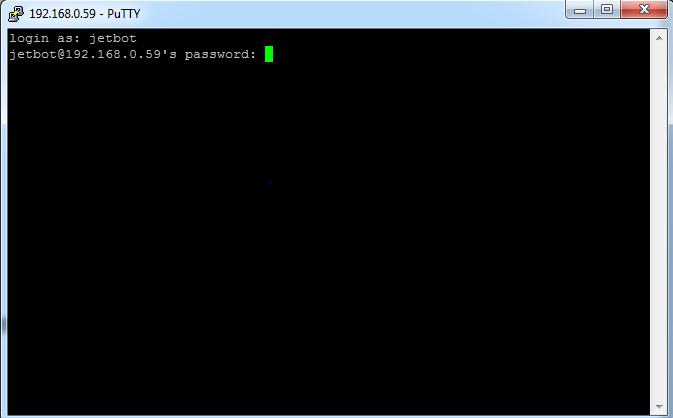 192.168.0.59 - PuTTY
login as: jetbot
jetbot@192.168.0.59's password: